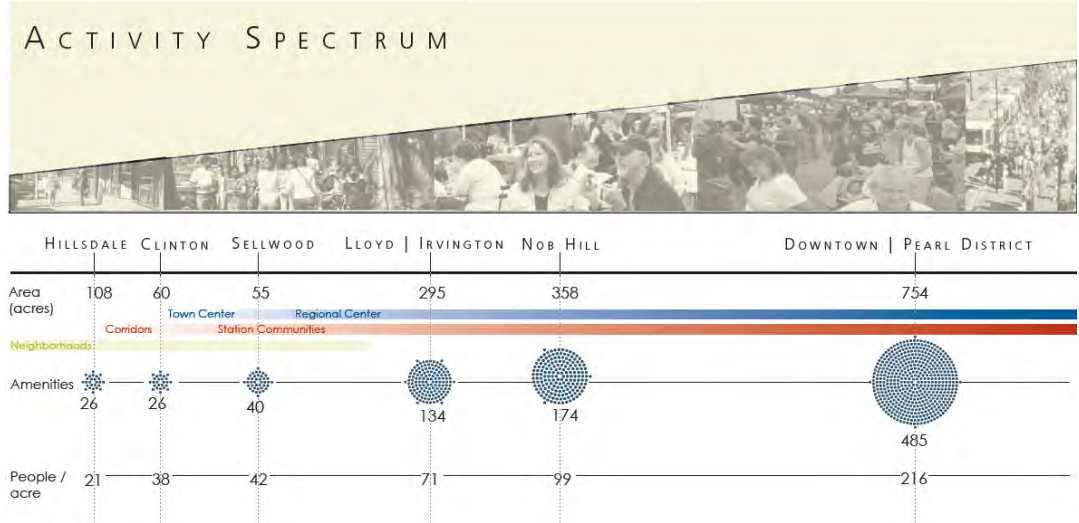 ACTIVITY SPECTRUM
HILLSDALE CLINTON SELLWOOD LLOYD | IRVINGTON NOB HILL DOWNTOWN | PEARL DISTRICT
Area (acres) 108 60 55 295 358 754
Town Center Regional Center
Corridors Station Communities
Neighborhoods
Amenities 26 26 40 134 174 485
People / acre 21 38 42 71 99 216